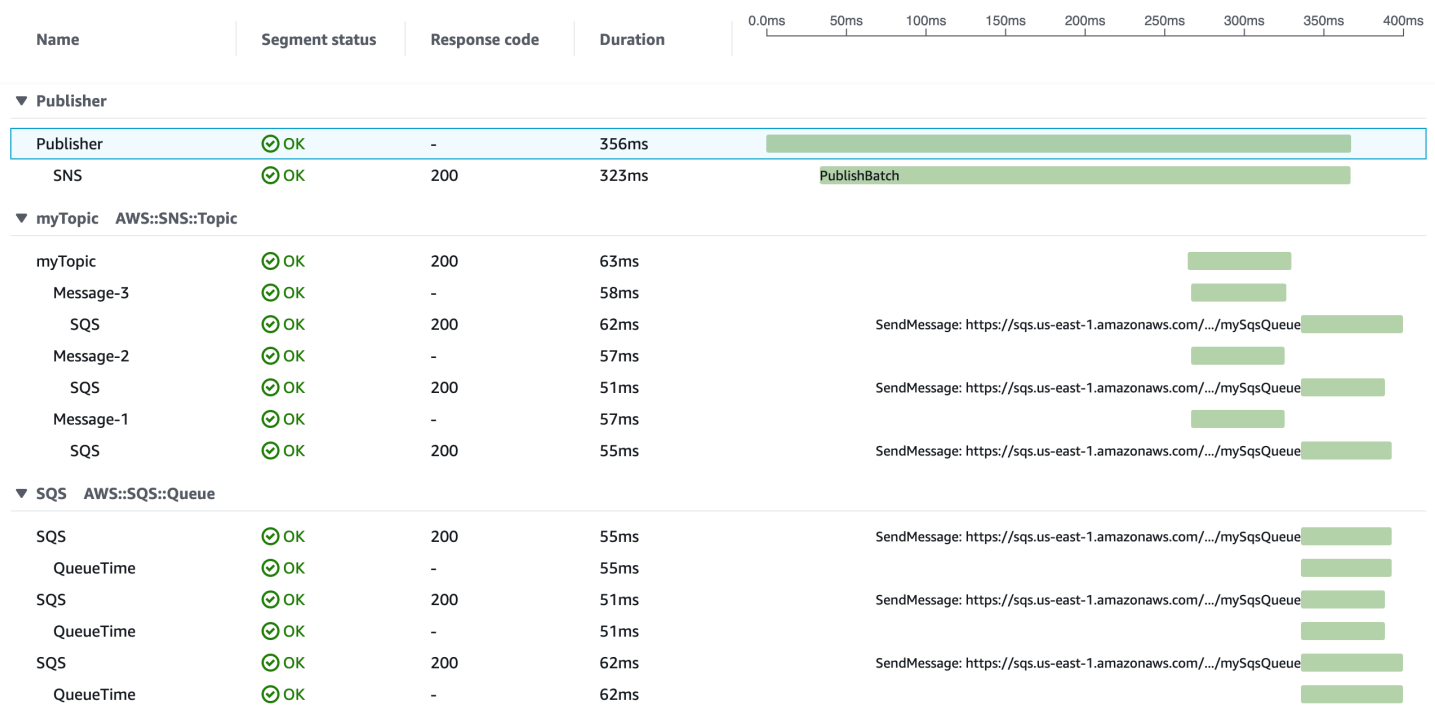 0.0ms 50ms 100ms 150ms 200ms 250ms 300ms 350ms 400ms
Name Segment status Response code Duration
Publisher
Publisher OK - 356ms
SNS OK 200 323ms PublishBatch
myTopic AWS::SNS::Topic
myTopic OK 200 63ms
Message-3 OK - 58ms
SQS OK 200 62ms SendMessage: https://sqs.us-east-1.amazonaws.com/.../mySqsQueue
Message-2 OK - 57ms
SQS OK 200 51ms SendMessage: https://sqs.us-east-1.amazonaws.com/.../mySqsQueue
Message-1 OK - 57ms
SQS OK 200 55ms SendMessage: https://sqs.us-east-1.amazonaws.com/.../mySqsQueue
SQS AWS::SQS::Queue
SQS OK 200 55ms SendMessage: https://sqs.us-east-1.amazonaws.com/.../mySqsQueue
QueueTime OK - 55ms
SQS OK 200 51ms SendMessage: https://sqs.us-east-1.amazonaws.com/.../mySqsQueue
QueueTime OK - 51ms
SQS OK 200 62ms SendMessage: https://sqs.us-east-1.amazonaws.com/.../mySqsQueue
QueueTime OK - 62ms